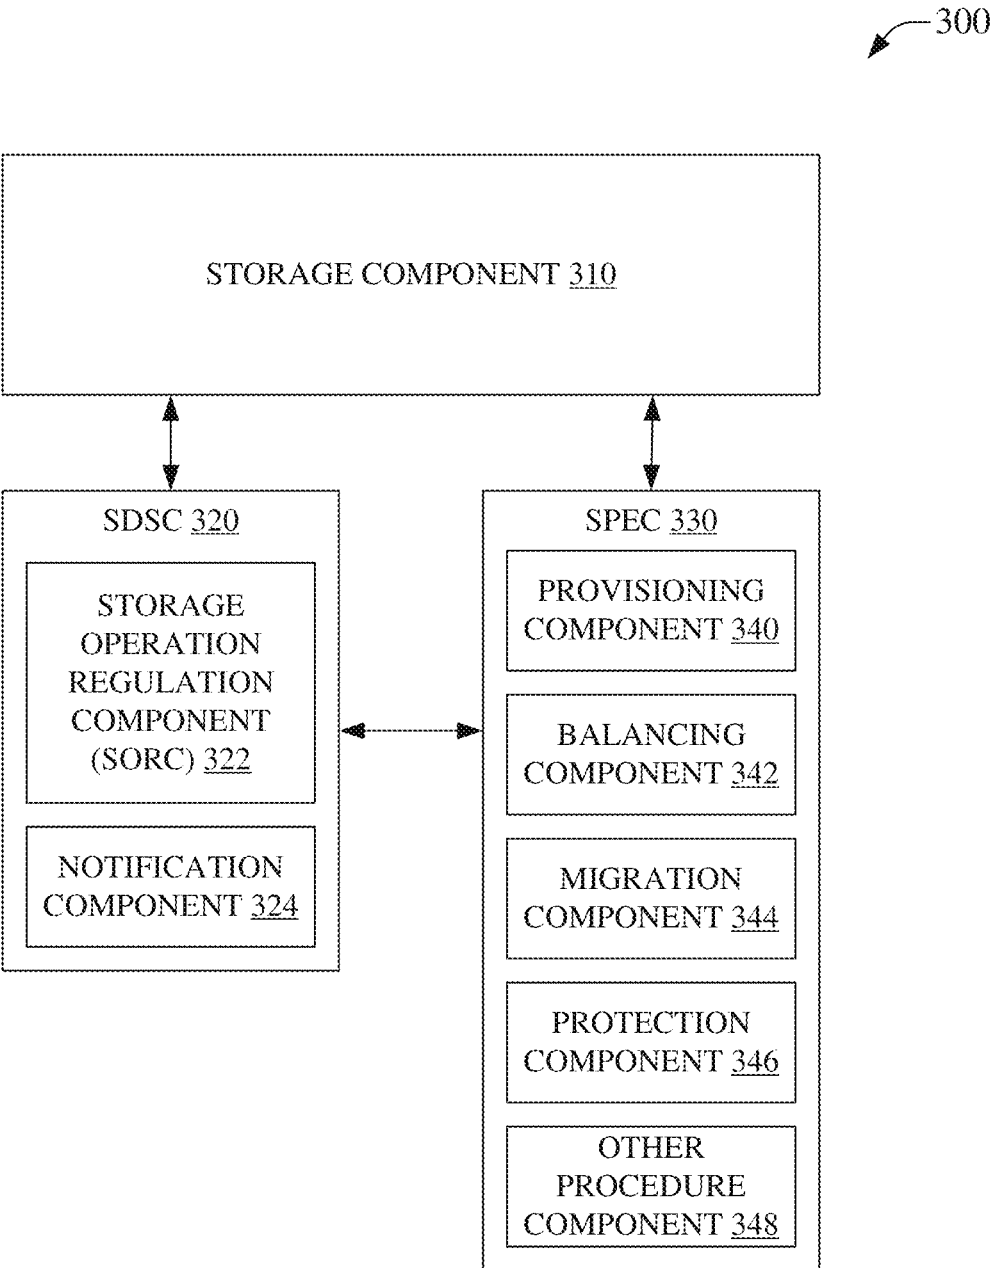 300
STORAGE COMPONENT 310
SDSC 320
STORAGE
OPERATION
REGULATION
COMPONENT
(SORC) 322
NOTIFICATION
COMPONENT 324
SPEC 330
PROVISIONING
COMPONENT 340
BALANCING
COMPONENT 342
MIGRATION
COMPONENT 344
PROTECTION
COMPONENT 346
OTHER
PROCEDURE
COMPONENT 348